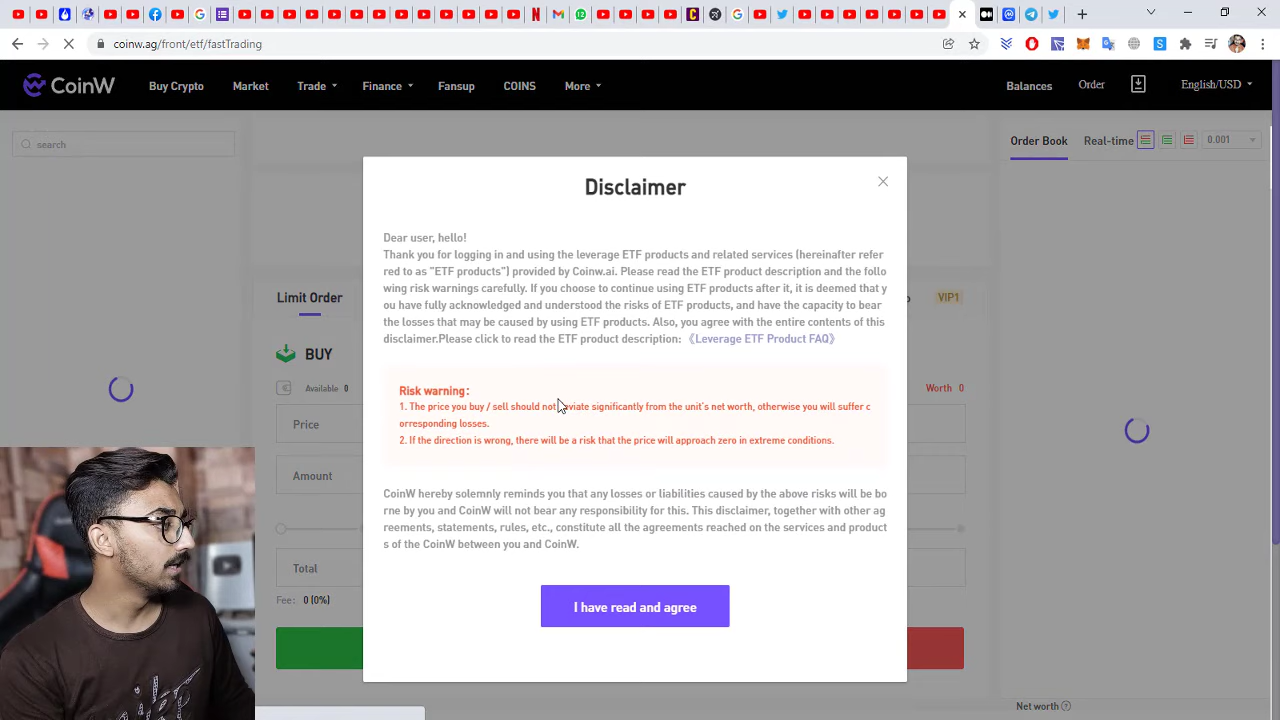 12
coinw.ag/front/etf/fastTrading
CoinW
Buy Crypto
Market
Trade
Finance
Fansup
COINS
More
Balances
Order
English/USD
search
Order Book
Real-time
0.001
Disclaimer
Dear user, hello!
Thank you for logging in and using the leverage ETF products and related services (hereinafter refer
red to as "ETF products") provided by Coinw.ai. Please read the ETF product description and the follo
wing risk warnings carefully. If you choose to continue using ETF products after it, it is deemed that y
ou have fully acknowledged and understood the risks of ETF products, and have the capacity to bear
the losses that may be caused by using ETF products. Also, you agree with the entire contents of this
disclaimer.Please click to read the ETF product description: 《Leverage ETF Product FAQ》
Limit Order
VIP1
BUY
Available 0
Worth 0
Risk warning：
1. The price you buy / sell should not deviate significantly from the unit's net worth, otherwise you will suffer c
orresponding losses.
2. If the direction is wrong, there will be a risk that the price will approach zero in extreme conditions.
Price
Amount
CoinW hereby solemnly reminds you that any losses or liabilities caused by the above risks will be bo
rne by you and CoinW will not bear any responsibility for this. This disclaimer, together with other ag
reements, statements, rules, etc., constitute all the agreements reached on the services and product
s of the CoinW between you and CoinW.
Total
Fee: 0 (0%)
I have read and agree
Net worth